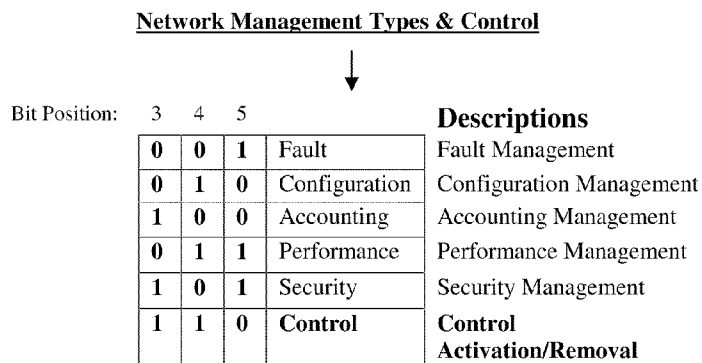 Network Management Types & Control
Bit Position: 3 4 5 Descriptions
0 0 1 Fault Fault Management
0 1 0 Configuration Configuration Management
1 0 0 Accounting Accounting Management
0 1 1 Performance Performance Management
1 0 1 Security Security Management
1 1 0 Control Control
Activation/Removal